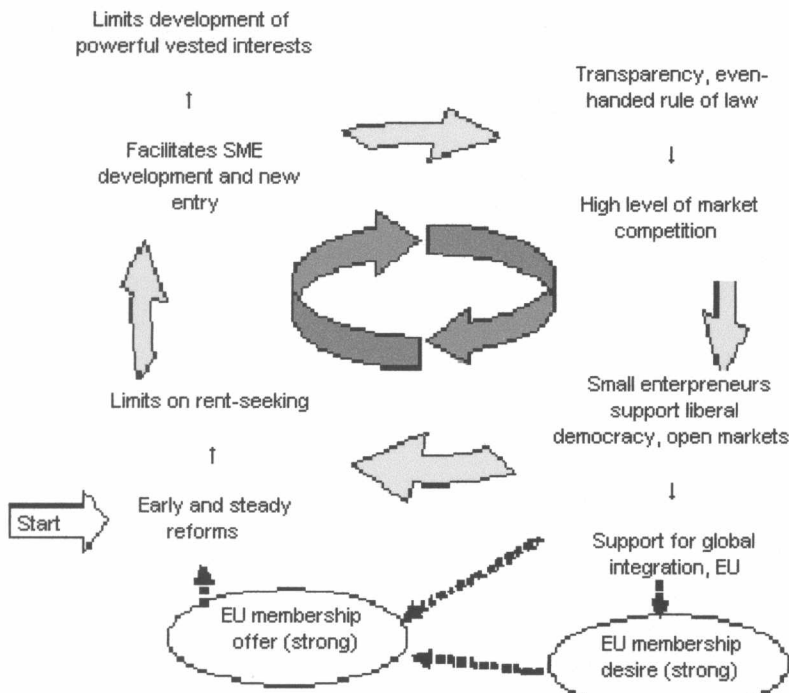 Limits development of
powerful vested interests
↑
Facilitates SME
development and new
entry
Limits on rent-seeking
↑
Start
Early and steady
reforms
EU membership
offer (strong)
Transparency, even-
handed rule of law
↓
High level of market
competition
Small enterpreneurs
support liberal
democracy, open markets
↓
Support for global
integration, EU
EU membership
desire (strong)